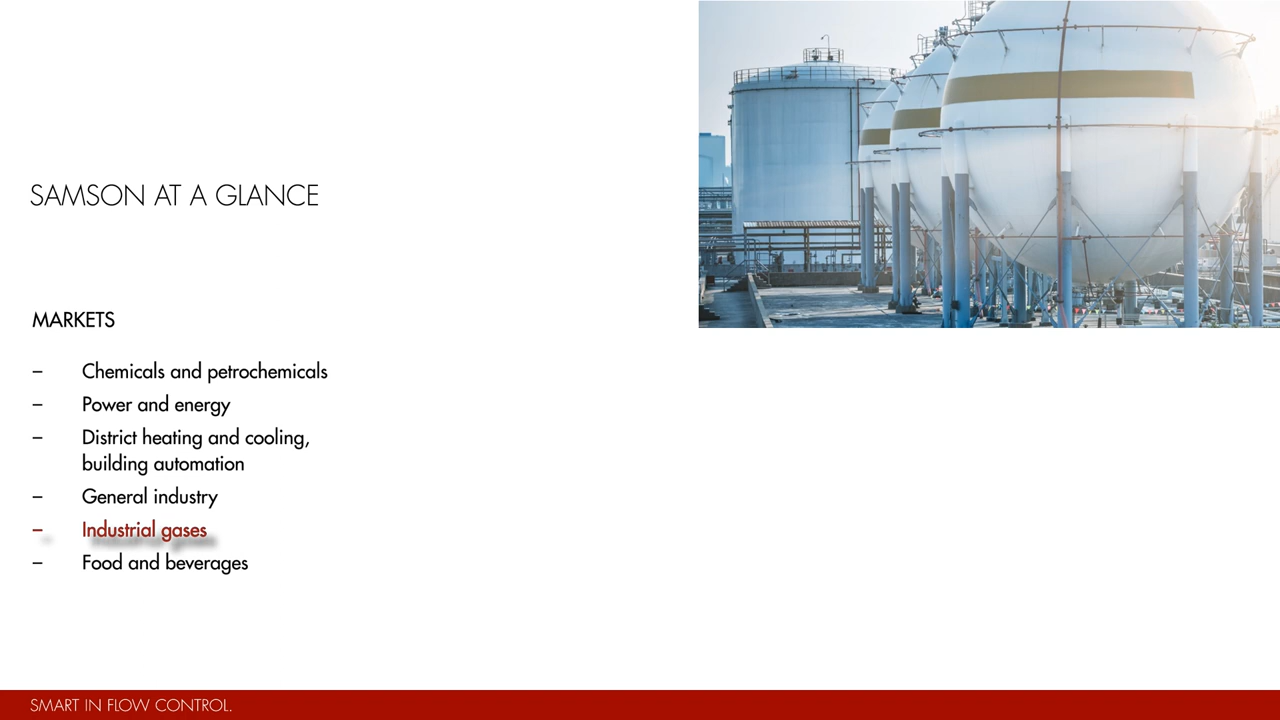 SAMSON AT A GLANCE
MARKETS
– Chemicals and petrochemicals
– Power and energy
– District heating and cooling,
building automation
– General industry
– Industrial gases
– Food and beverages
SMART IN FLOW CONTROL.